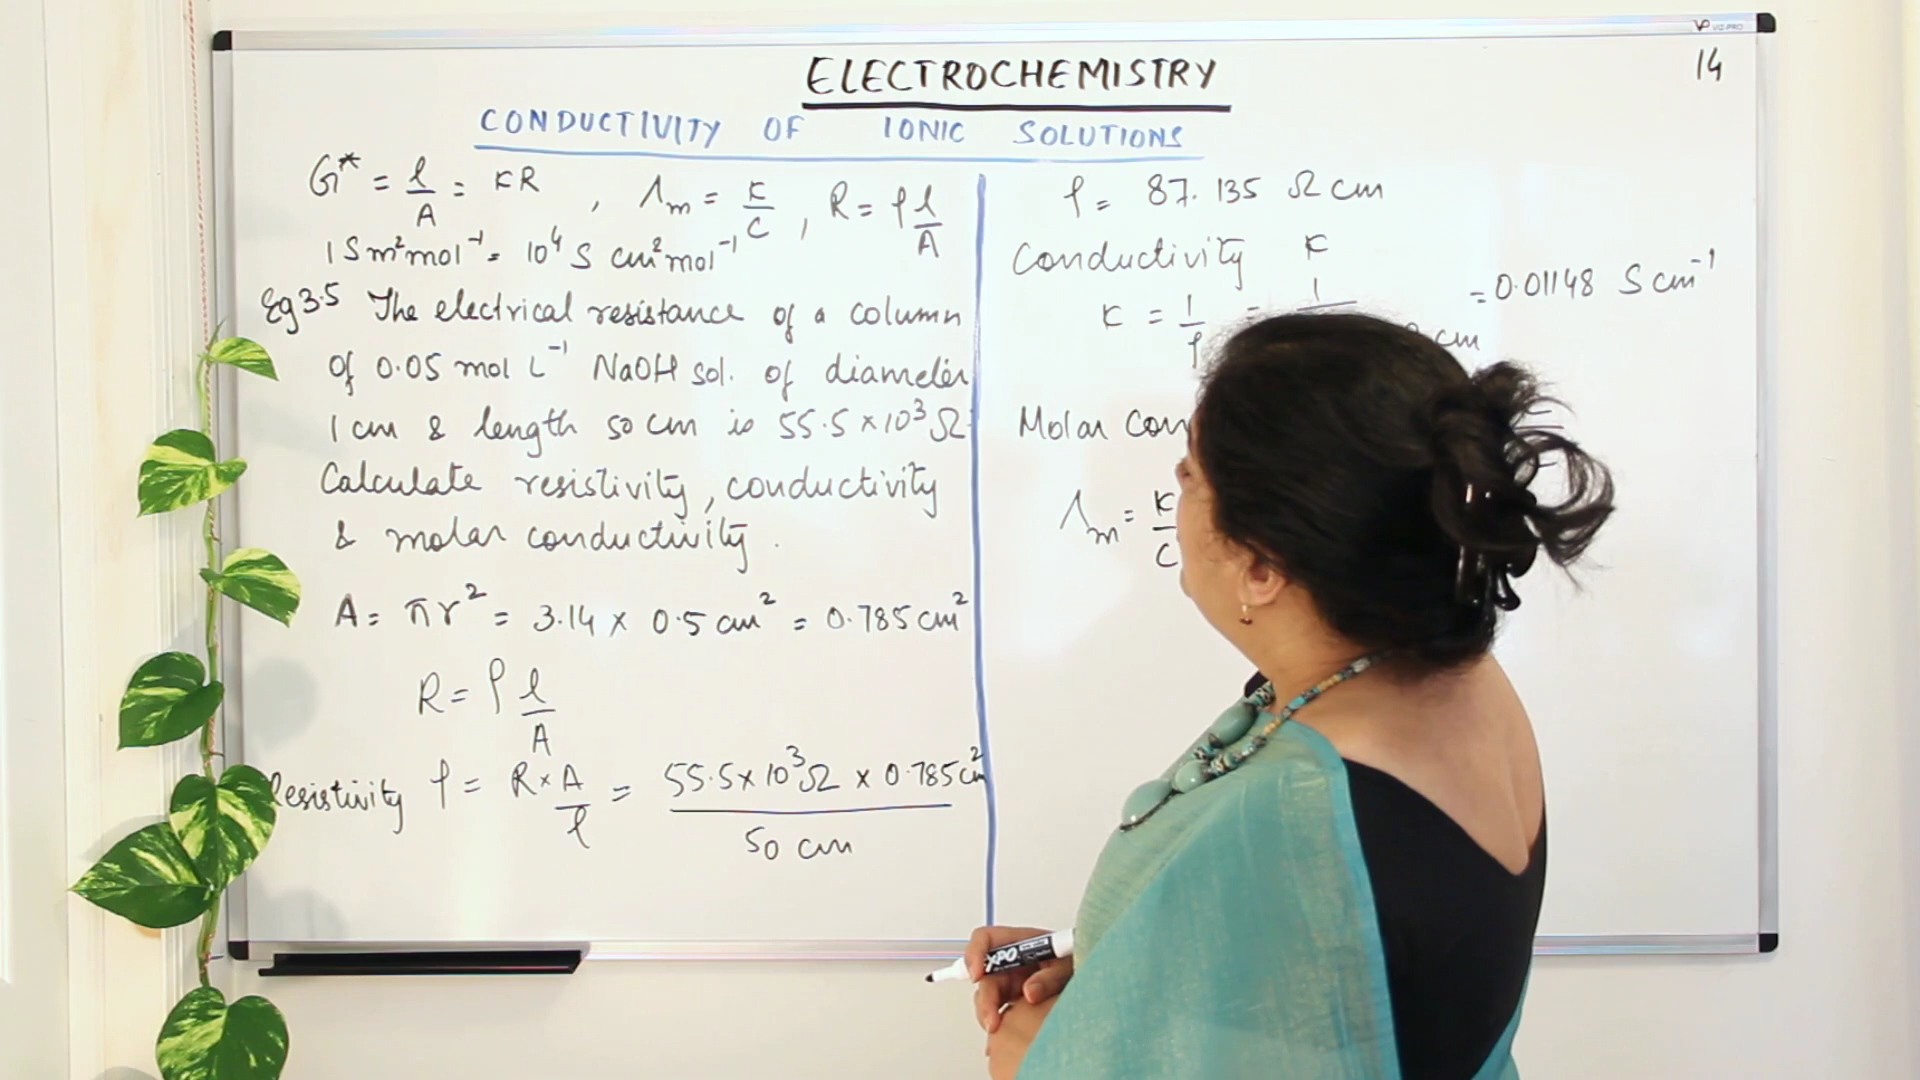 ELECTROCHEMISTRY
14
CONDUCTIVITY OF IONIC SOLUTIONS
G* = l/A = κR , Λm = κ/C , R = ρ l/A
1 S m² mol⁻¹ = 10⁴ S cm² mol⁻¹
Eg 3.5 The electrical resistance of a column
of 0.05 mol L⁻¹ NaOH sol. of diameter
1 cm & length 50 cm is 55.5 × 10³ Ω.
Calculate resistivity, conductivity
& molar conductivity.
A = πr² = 3.14 × 0.5 cm² = 0.785 cm²
R = ρ l/A
Resistivity ρ = R × A/l = 55.5 × 10³ Ω × 0.785 cm² / 50 cm
ρ = 87.135 Ω cm
Conductivity κ
κ = 1/ρ = 1/ cm = 0.01148 S cm⁻¹
Molar Con
Λm = κ/C
EXPO